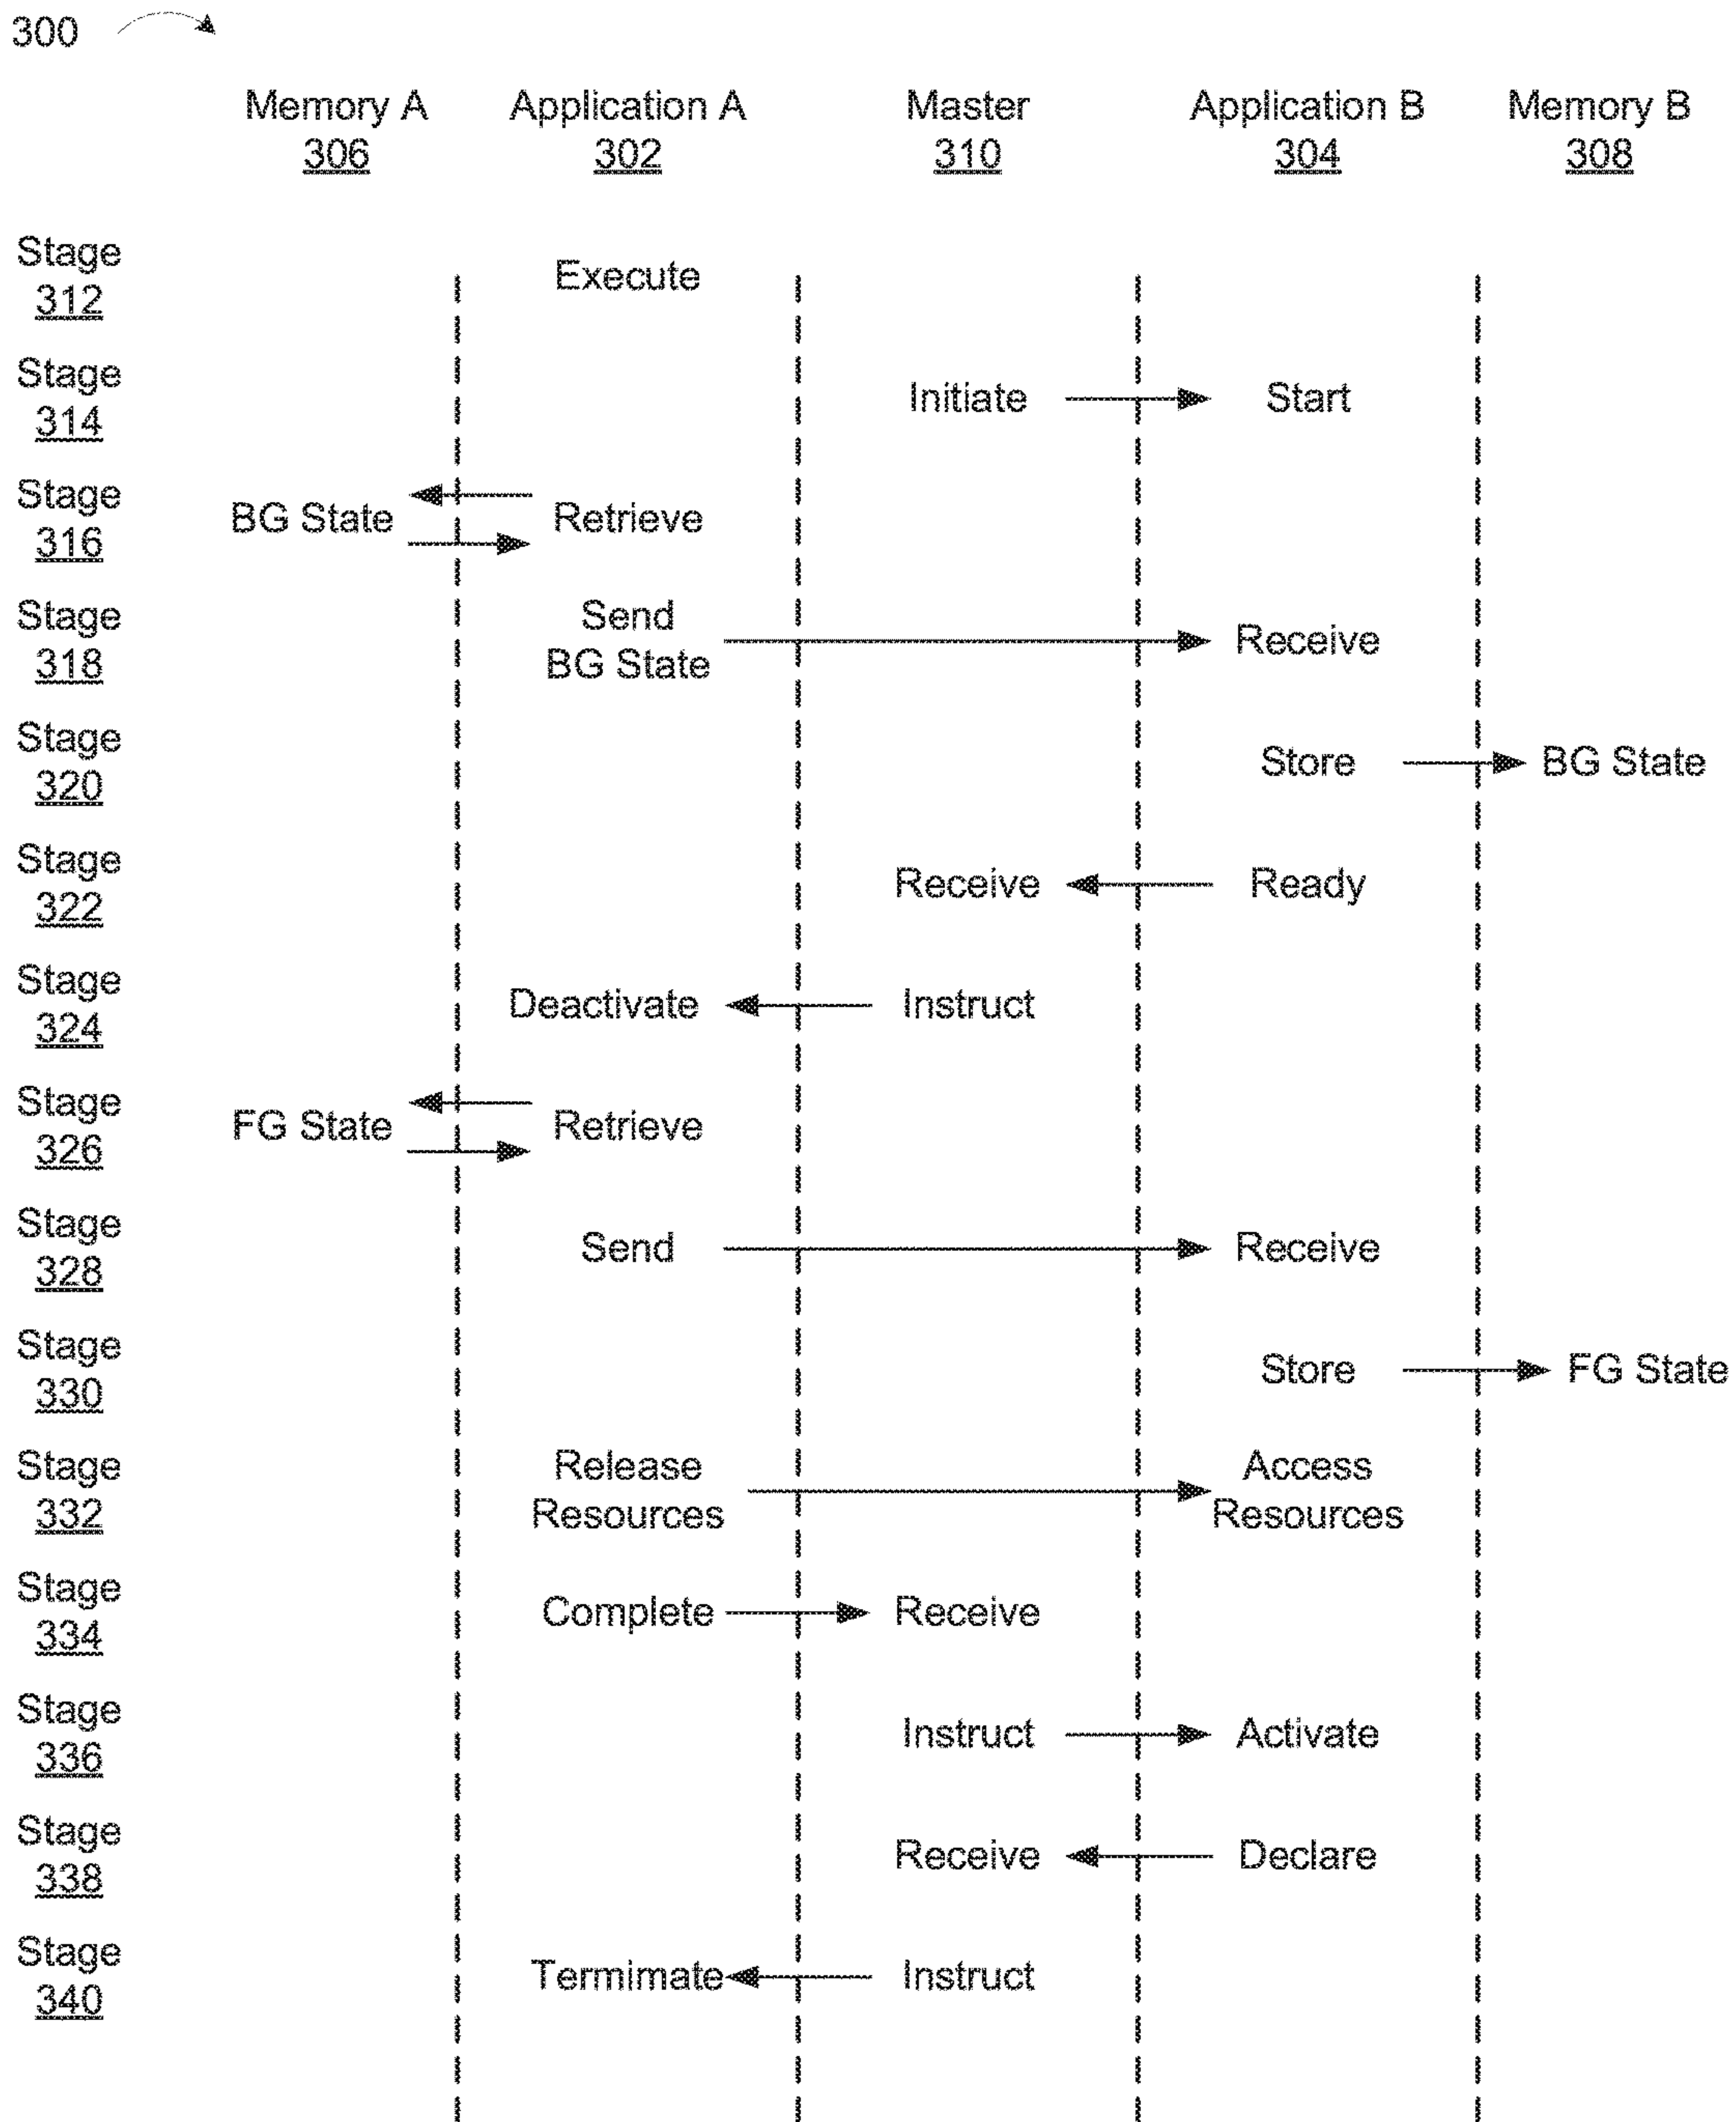 300
Memory A Application A Master Application B Memory B
306 302 310 304 308
Stage
312
Execute
Stage
314
Initiate Start
Stage
316
BG State Retrieve
Stage
318
Send
BG State
Receive
Stage
320
Store BG State
Stage
322
Receive Ready
Stage
324
Deactivate Instruct
Stage
326
FG State Retrieve
Stage
328
Send Receive
Stage
330
Store FG State
Stage
332
Release
Resources
Access
Resources
Stage
334
Complete Receive
Stage
336
Instruct Activate
Stage
338
Receive Declare
Stage
340
Termimate Instruct